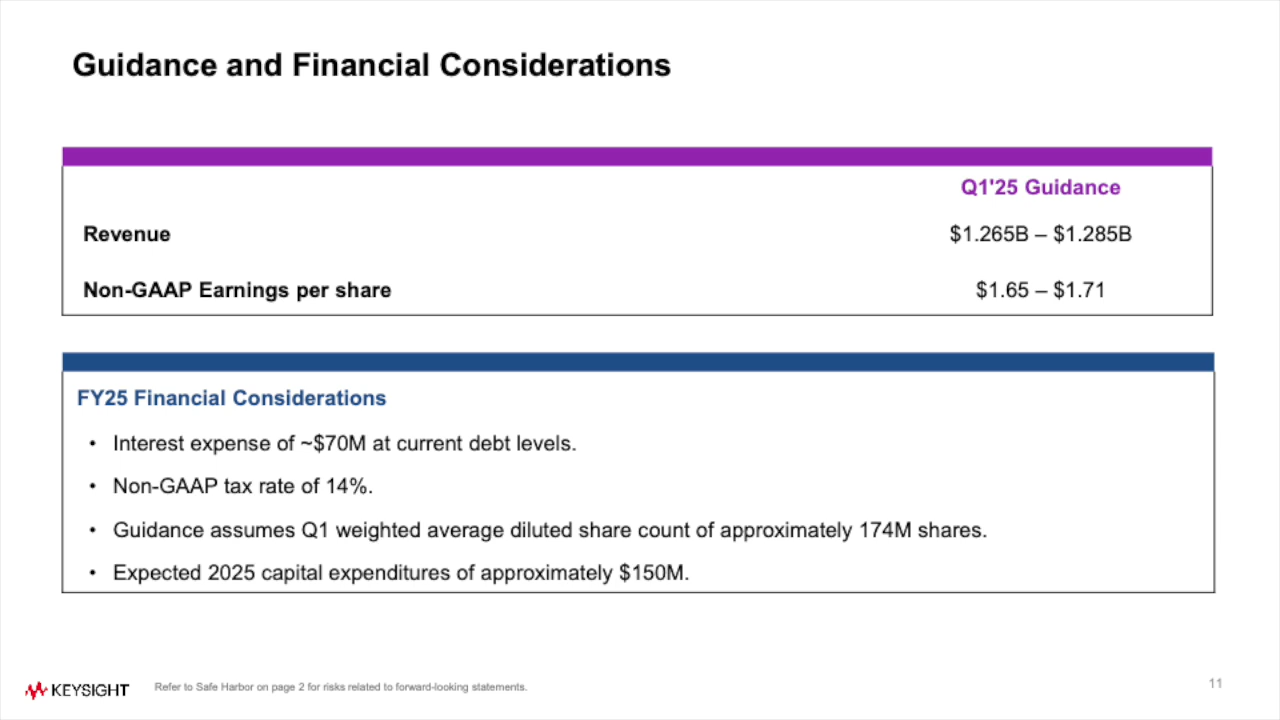 Guidance and Financial Considerations
Q1'25 Guidance
Revenue $1.265B – $1.285B
Non-GAAP Earnings per share $1.65 – $1.71
FY25 Financial Considerations
• Interest expense of ~$70M at current debt levels.
• Non-GAAP tax rate of 14%.
• Guidance assumes Q1 weighted average diluted share count of approximately 174M shares.
• Expected 2025 capital expenditures of approximately $150M.
KEYSIGHT Refer to Safe Harbor on page 2 for risks related to forward-looking statements. 11